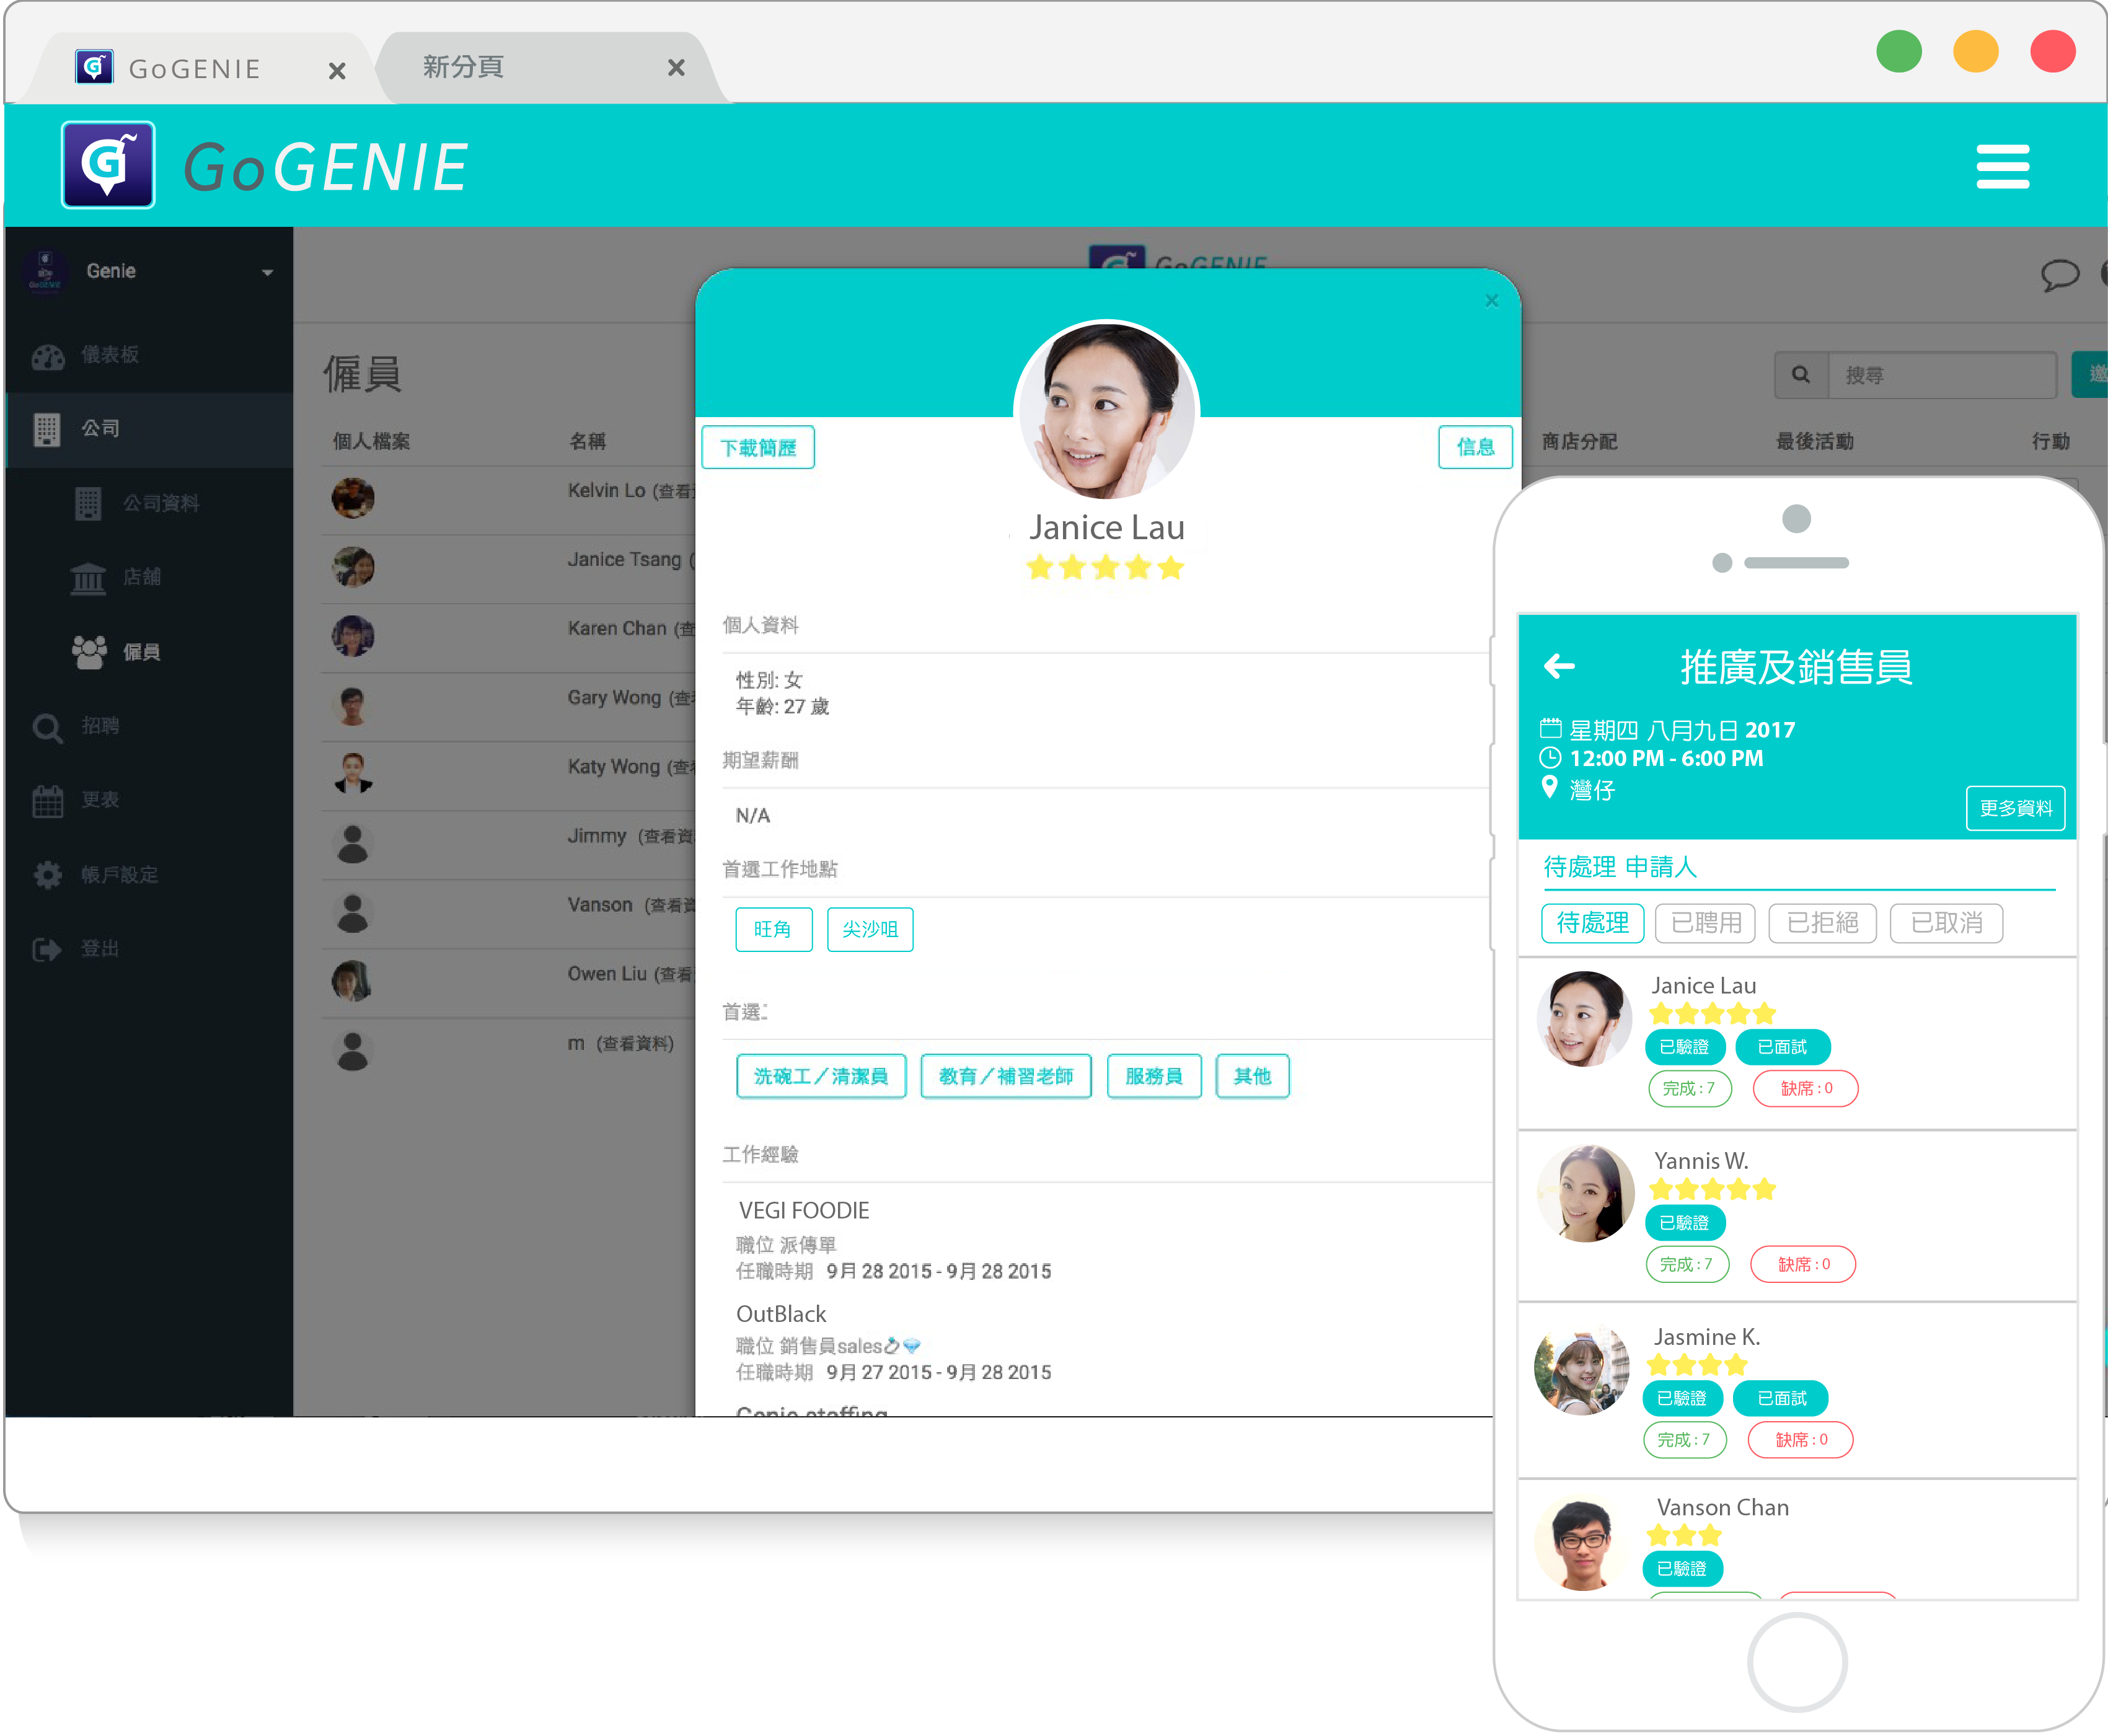 GoGENIE
新分頁
GoGENIE
Genie
儀表板
公司
公司資料
店舖
僱員
招聘
更表
帳戶設定
登出
GoGENIE
僱員
搜尋
個人檔案 名稱 商店分配 最後活動 行動
Kelvin Lo (查看
Janice Tsang (
Karen Chan (查
Gary Wong (查
Katy Wong (查
Jimmy (查看資
Vanson (查看
Owen Liu (查看
m (查看資料)
下載簡歷
信息
Janice Lau
個人資料
性別: 女
年齡: 27 歲
期望薪酬
N/A
首選工作地點
旺角 尖沙咀
首選
洗碗工／清潔員 教育／補習老師 服務員 其他
工作經驗
VEGI FOODIE
職位 派傳單
任職時期 9月 28 2015 - 9月 28 2015
OutBlack
職位 銷售員sales💍💎
任職時期 9月 27 2015 - 9月 28 2015
Genie staffing
推廣及銷售員
星期四 八月九日 2017
12:00 PM - 6:00 PM
灣仔
更多資料
待處理 申請人
待處理 已聘用 已拒絕 已取消
Janice Lau
已驗證 已面試
完成 : 7 缺席 : 0
Yannis W.
已驗證
完成 : 7 缺席 : 0
Jasmine K.
已驗證 已面試
完成 : 7 缺席 : 0
Vanson Chan
已驗證